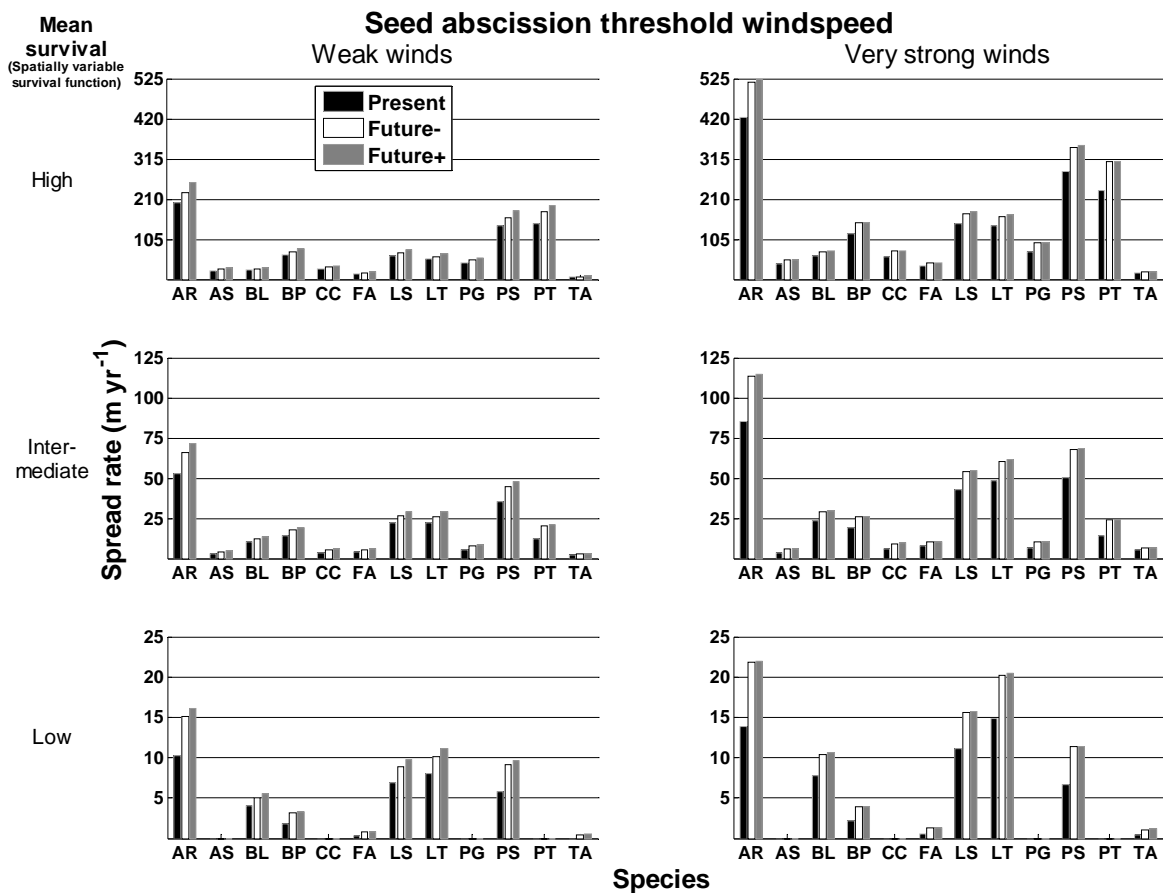 Mean
survival
(Spatially variable
survival function)
Seed abscission threshold windspeed
Weak winds
Very strong winds
High
525
420
315
210
105
Present
Future-
Future+
AR AS BL BP CC FA LS LT PG PS PT TA
525
420
315
210
105
AR AS BL BP CC FA LS LT PG PS PT TA
Inter-
mediate
Spread rate (m yr⁻¹)
125
100
75
50
25
AR AS BL BP CC FA LS LT PG PS PT TA
125
100
75
50
25
AR AS BL BP CC FA LS LT PG PS PT TA
Low
25
20
15
10
5
AR AS BL BP CC FA LS LT PG PS PT TA
25
20
15
10
5
AR AS BL BP CC FA LS LT PG PS PT TA
Species